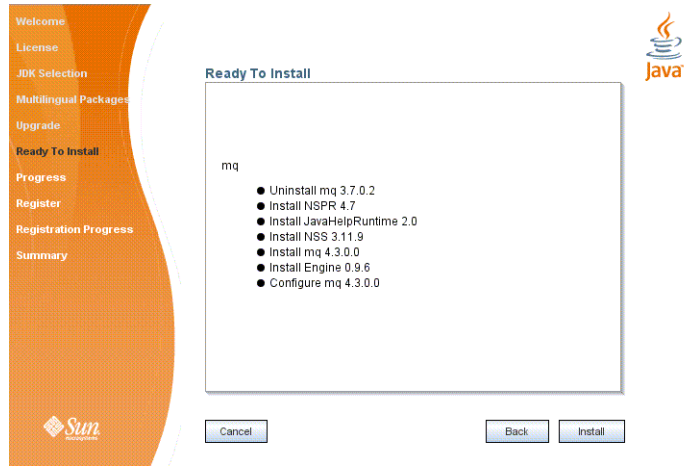 Welcome
License
JDK Selection
Multilingual Packages
Upgrade
Ready To Install
Progress
Register
Registration Progress
Summary
Sun
microsystems
Ready To Install
mq
● Uninstall mq 3.7.0.2
● Install NSPR 4.7
● Install JavaHelpRuntime 2.0
● Install NSS 3.11.9
● Install mq 4.3.0.0
● Install Engine 0.9.6
● Configure mq 4.3.0.0
Cancel
Back
Install
Java